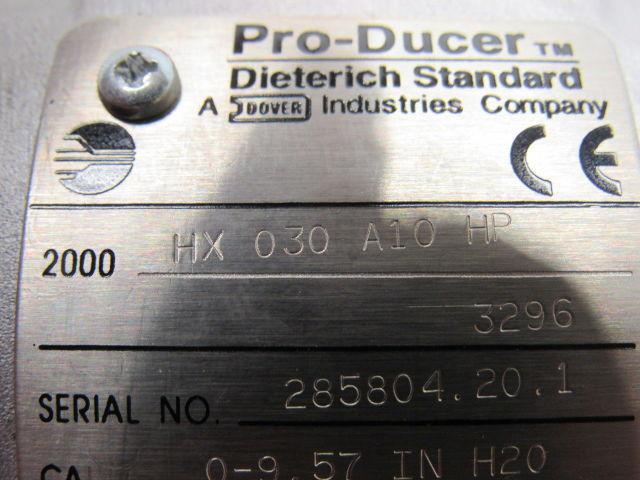 Pro-Ducer TM
Dieterich Standard
A DOVER Industries Company
CE
2000 HX 030 A10 HP
3296
SERIAL NO. 285804.20.1
CA 0-9.57 IN H20